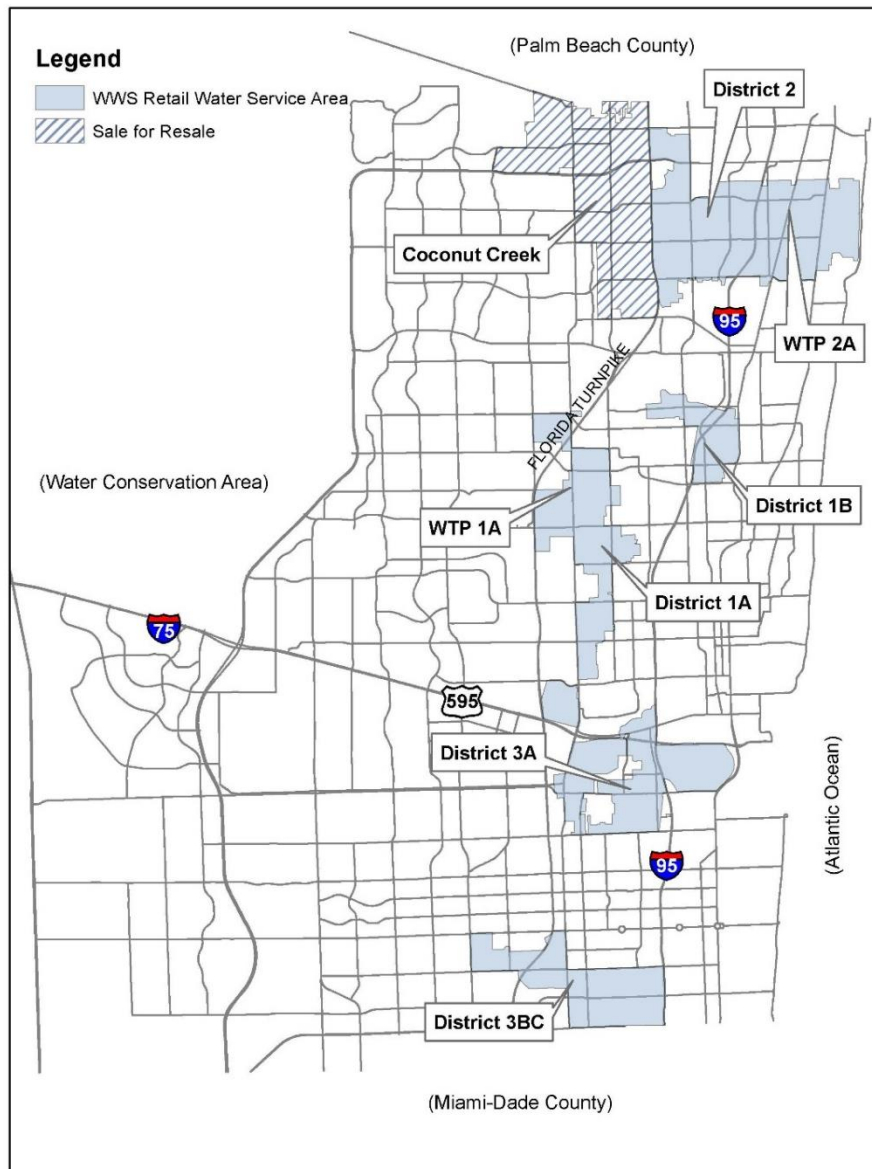 (Palm Beach County)
Legend
WWS Retail Water Service Area
Sale for Resale
District 2
Coconut Creek
95
WTP 2A
FLORIDA TURNPIKE
(Water Conservation Area)
WTP 1A
District 1B
District 1A
75
595
District 3A
(Atlantic Ocean)
95
District 3BC
(Miami-Dade County)